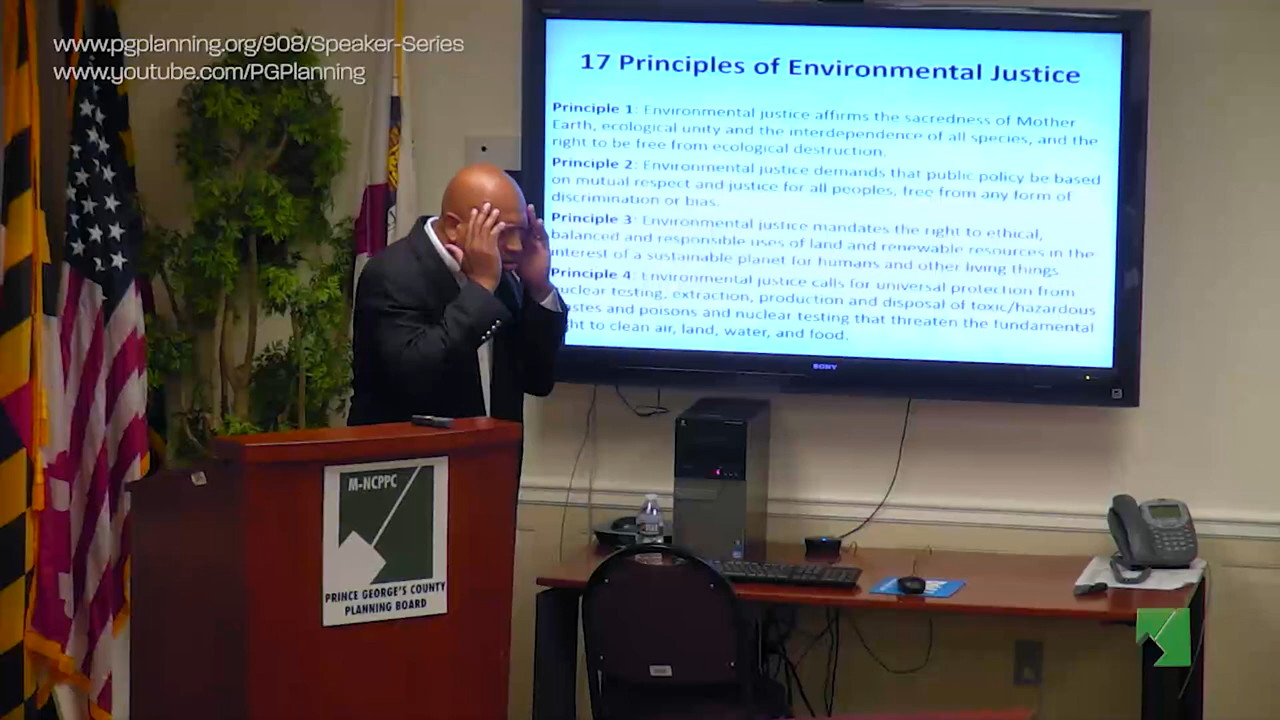 www.pgplanning.org/908/Speaker-Series
www.youtube.com/PGPlanning
17 Principles of Environmental Justice
Principle 1: Environmental justice affirms the sacredness of Mother
Earth, ecological unity and the interdependence of all species, and the
right to be free from ecological destruction.
Principle 2: Environmental justice demands that public policy be based
on mutual respect and justice for all peoples, free from any form of
discrimination or bias.
Principle 3: Environmental justice mandates the right to ethical,
balanced and responsible uses of land and renewable resources in the
interest of a sustainable planet for humans and other living things.
Principle 4: Environmental justice calls for universal protection from
nuclear testing, extraction, production and disposal of toxic/hazardous
astes and poisons and nuclear testing that threaten the fundamental
ght to clean air, land, water, and food.
SONY
M-NCPPC
PRINCE GEORGE'S COUNTY
PLANNING BOARD